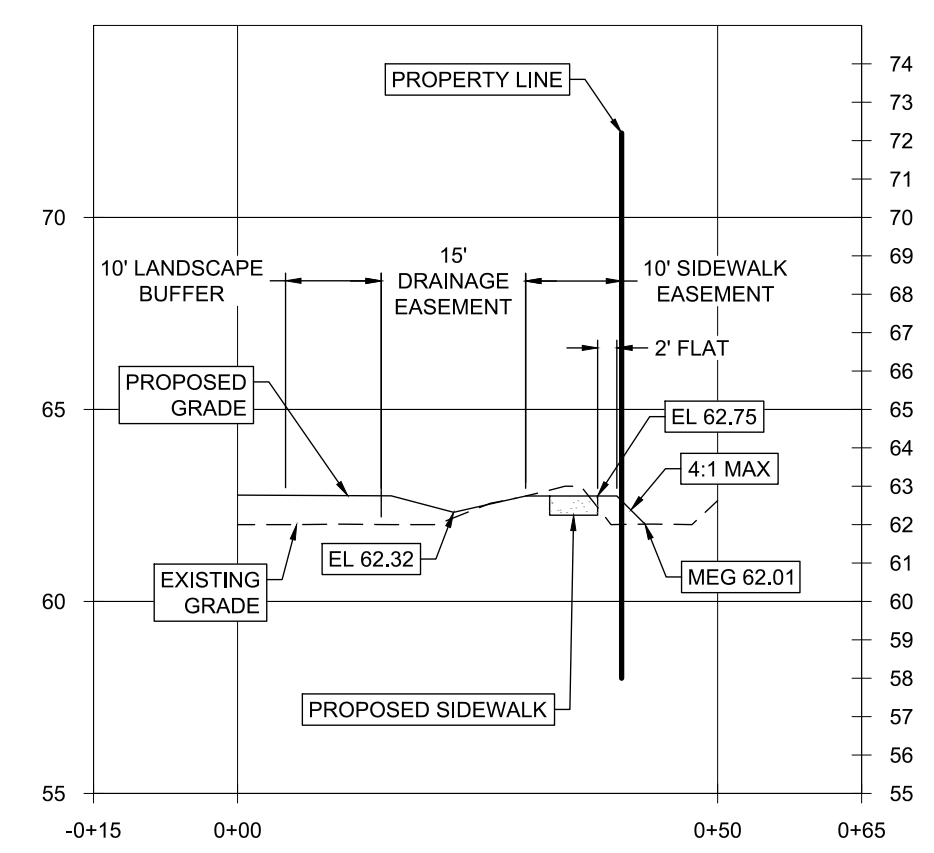 PROPERTY LINE
74
73
72
71
70
70
69
68
67
66
65
65
64
63
62
61
60
60
59
58
57
56
55
55
10' LANDSCAPE
BUFFER
15'
DRAINAGE
EASEMENT
10' SIDEWALK
EASEMENT
2' FLAT
PROPOSED
GRADE
EL 62.75
4:1 MAX
EL 62.32
EXISTING
GRADE
MEG 62.01
PROPOSED SIDEWALK
-0+15
0+00
0+50
0+65